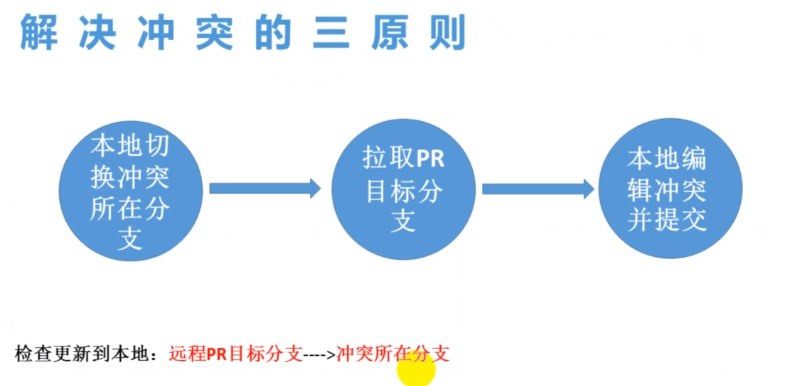 解决冲突的三原则
本地切
换冲突
所在分
支
拉取PR
目标分
支
本地编
辑冲突
并提交
检查更新到本地：远程PR目标分支---->冲突所在分支